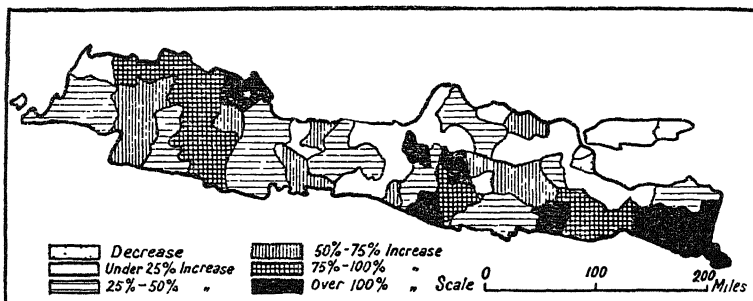 Decrease
Under 25% Increase
25%-50% "
50%-75% Increase
75%-100% "
Over 100% "
Scale 0 100 200 Miles